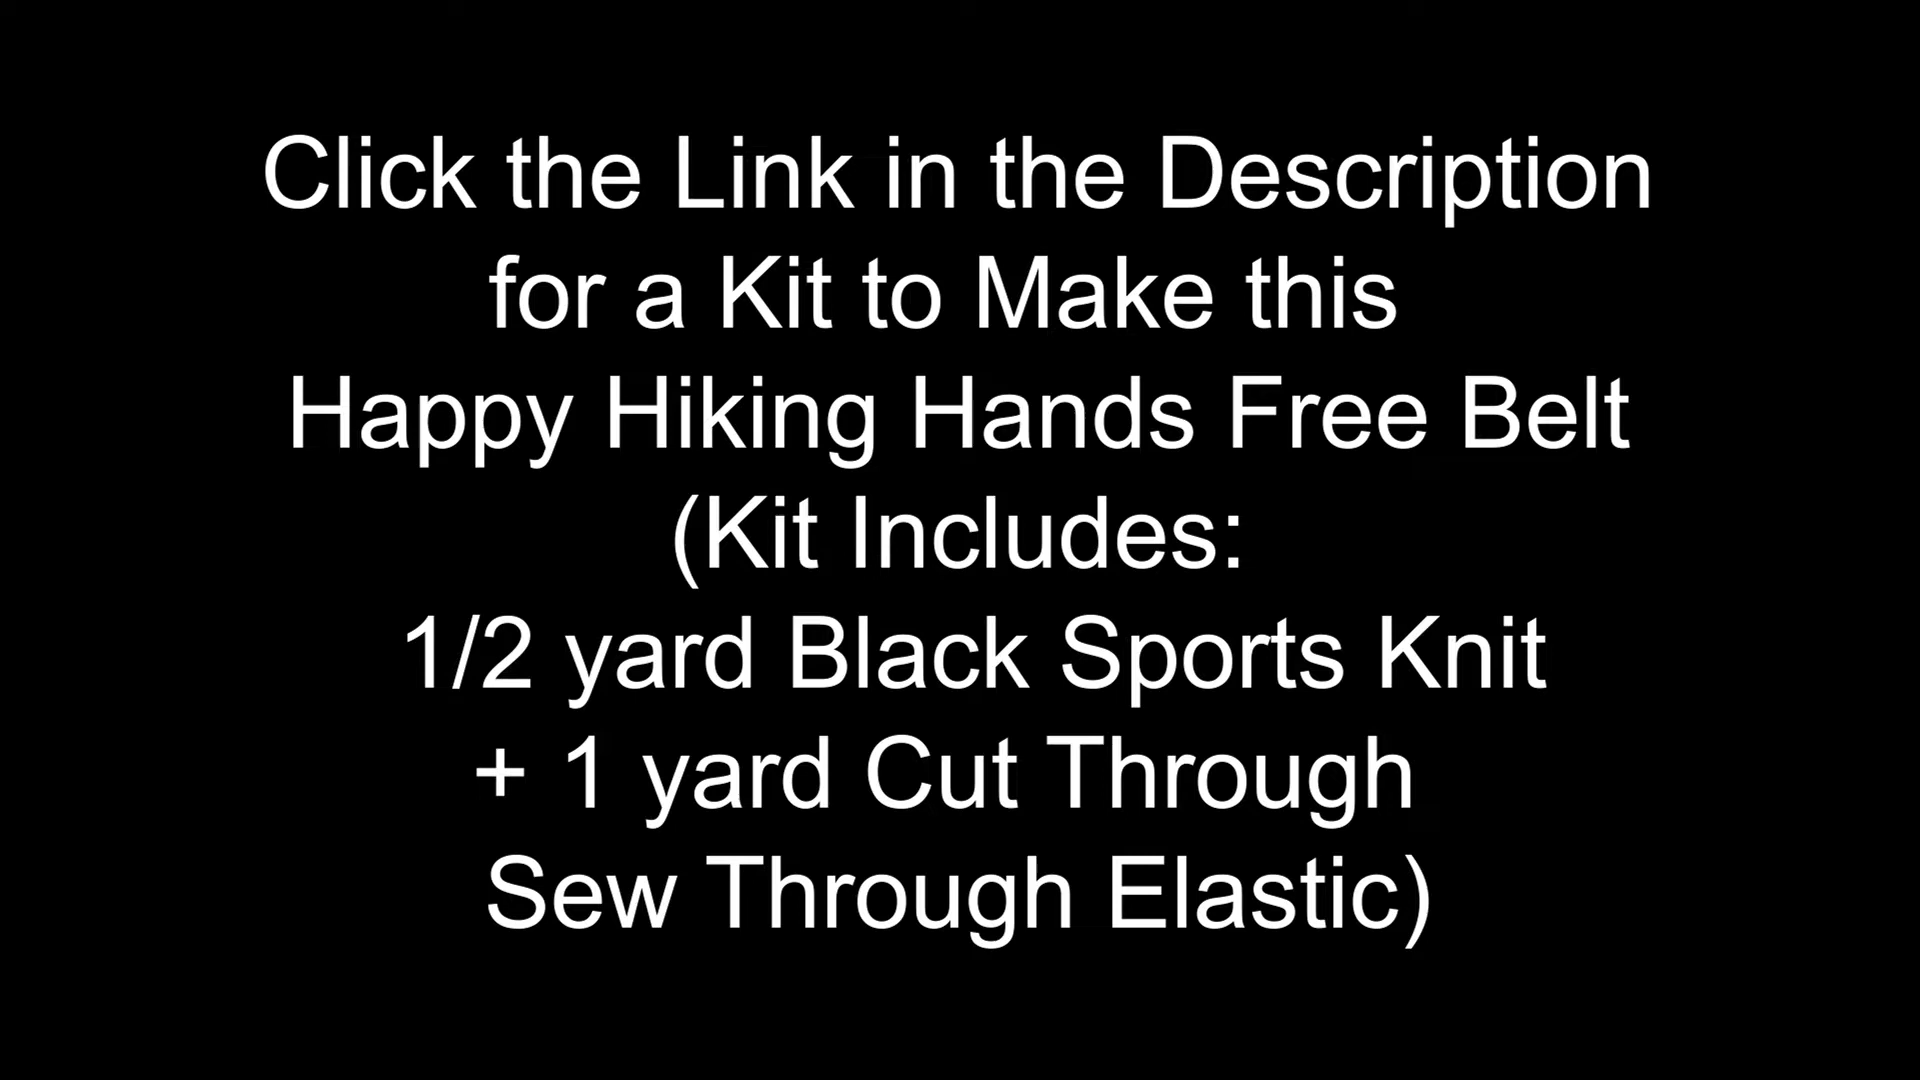 Click the Link in the Description
for a Kit to Make this
Happy Hiking Hands Free Belt
(Kit Includes:
1/2 yard Black Sports Knit
+ 1 yard Cut Through
Sew Through Elastic)